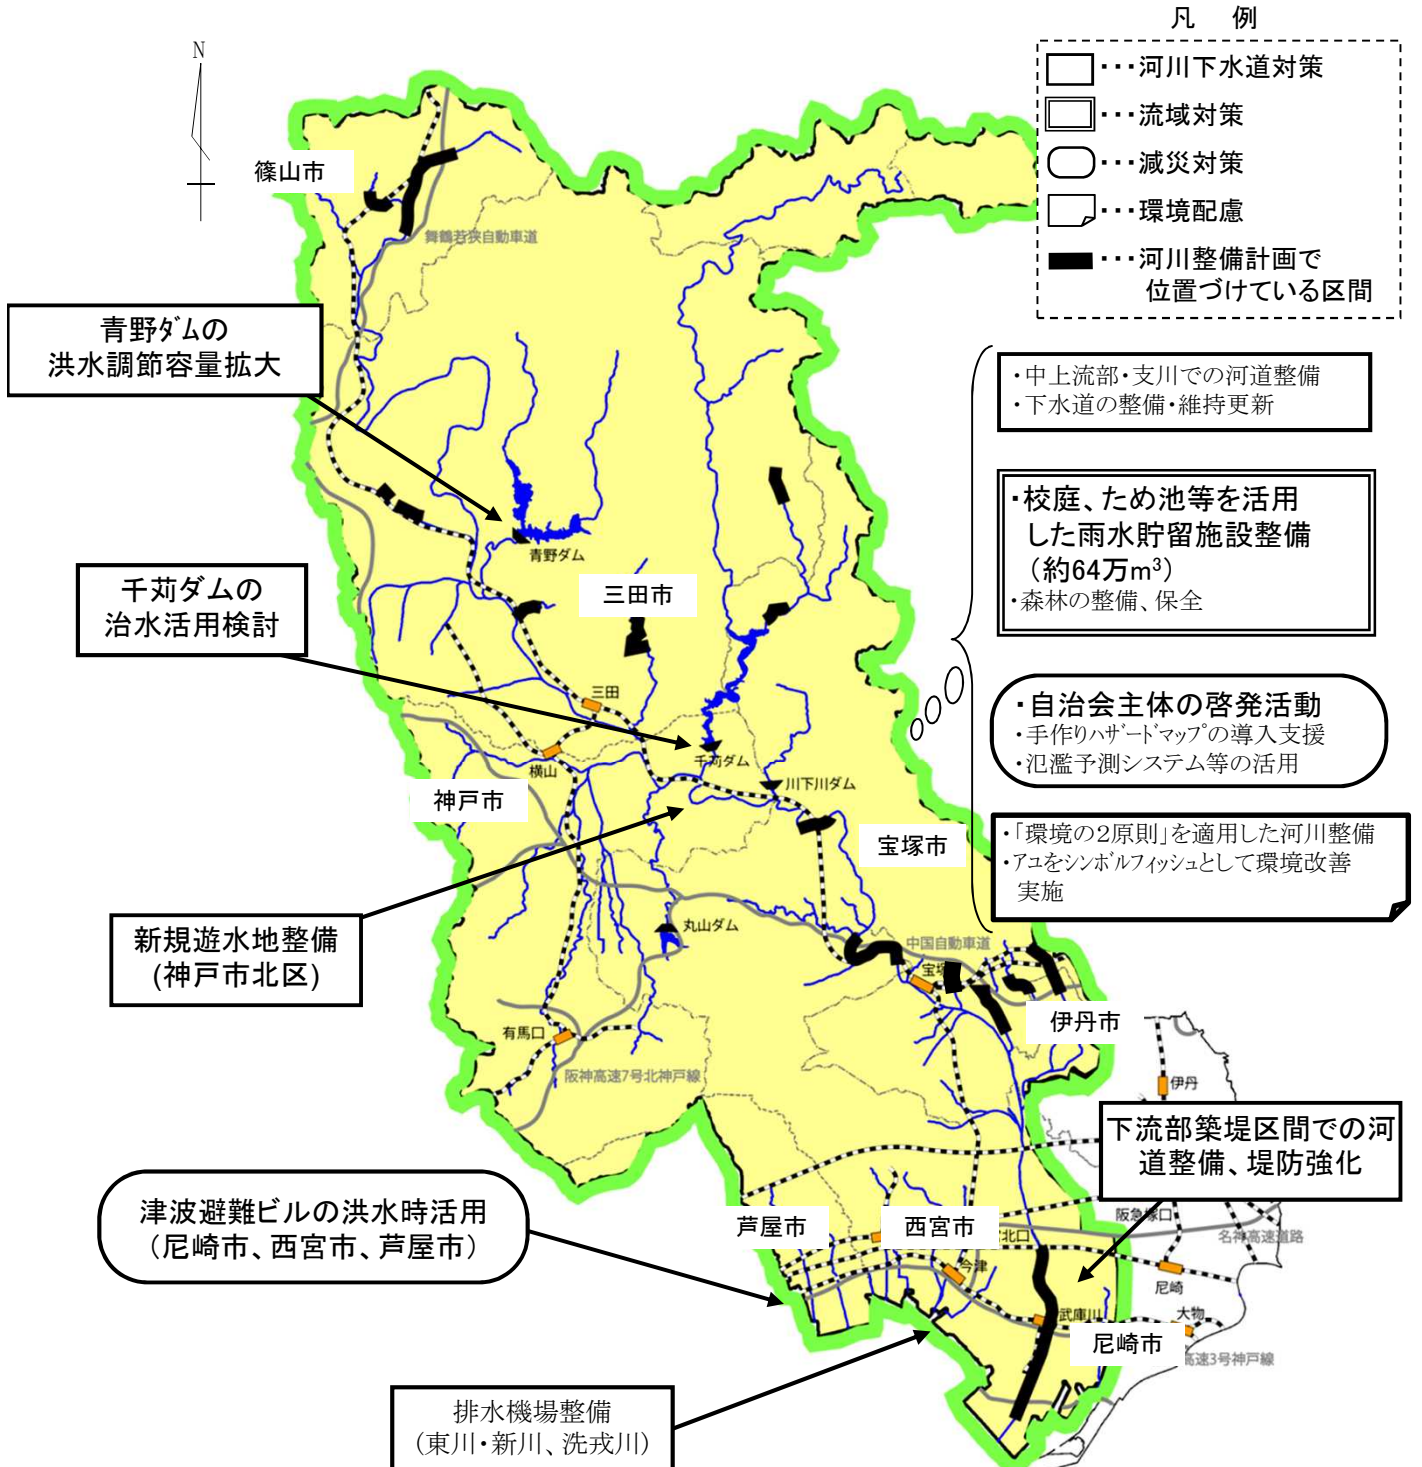 凡 例
・・・河川下水道対策
・・・流域対策
・・・減災対策
・・・環境配慮
・・・河川整備計画で
位置づけている区間
N
篠山市
舞鶴若狭自動車道
青野ダムの
洪水調節容量拡大
・中上流部・支川での河道整備
・下水道の整備・維持更新
・校庭、ため池等を活用
した雨水貯留施設整備
（約64万m³）
・森林の整備、保全
青野ダム
千苅ダムの
治水活用検討
三田市
三田
・自治会主体の啓発活動
・手作りハザードマップの導入支援
・氾濫予測システム等の活用
千苅ダム
横山
川下川ダム
神戸市
宝塚市
・「環境の2原則」を適用した河川整備
・アユをシンボルフィッシュとして環境改善
実施
新規遊水地整備
(神戸市北区)
丸山ダム
中国自動車道
宝塚
伊丹市
有馬口
阪神高速7号北神戸線
伊丹
下流部築堤区間での河
道整備、堤防強化
津波避難ビルの洪水時活用
（尼崎市、西宮市、芦屋市）
芦屋市
西宮市
阪急塚口
名神高速道路
北口
今津
尼崎
武庫川
大物
尼崎市
高速3号神戸線
排水機場整備
（東川・新川、洗戎川）